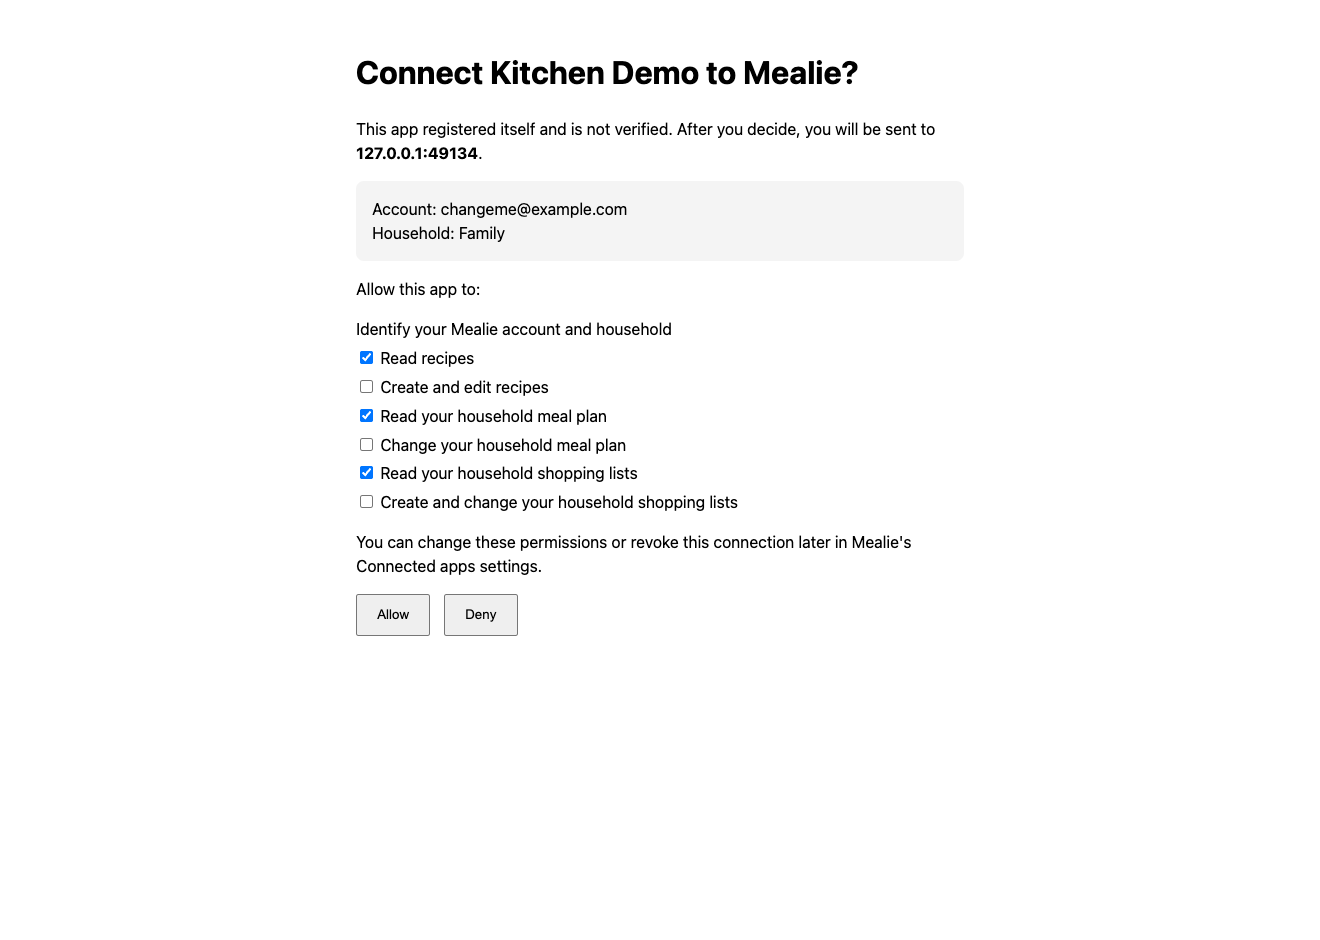 Connect Kitchen Demo to Mealie?
This app registered itself and is not verified. After you decide, you will be sent to
127.0.0.1:49134.
Account: changeme@example.com
Household: Family
Allow this app to:
Identify your Mealie account and household
Read recipes
Create and edit recipes
Read your household meal plan
Change your household meal plan
Read your household shopping lists
Create and change your household shopping lists
You can change these permissions or revoke this connection later in Mealie's
Connected apps settings.
Allow
Deny